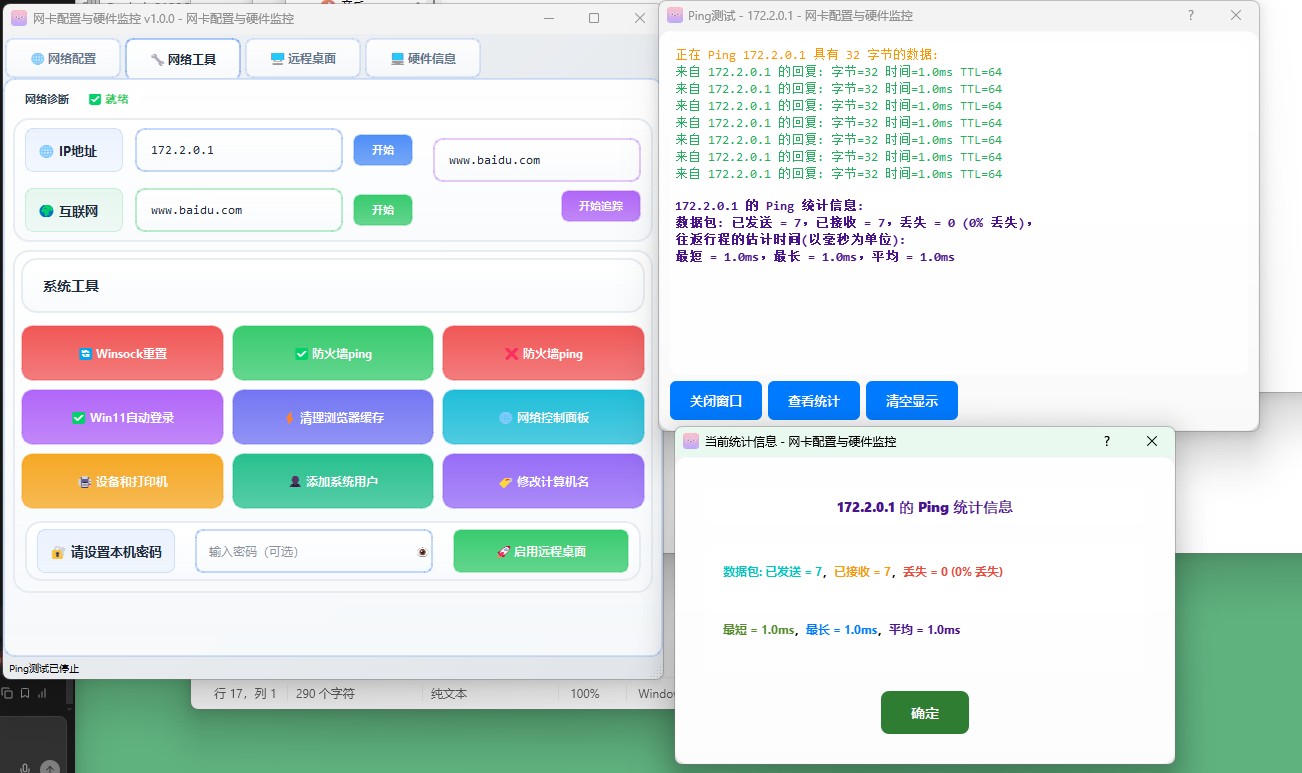 网卡配置与硬件监控 v1.0.0 - 网卡配置与硬件监控
网络配置
网络工具
远程桌面
硬件信息
网络诊断
就绪
IP地址
172.2.0.1
开始
www.baidu.com
互联网
www.baidu.com
开始
开始追踪
系统工具
Winsock重置
防火墙ping
防火墙ping
Win11自动登录
清理浏览器缓存
网络控制面板
设备和打印机
添加系统用户
修改计算机名
请设置本机密码
输入密码（可选）
启用远程桌面
Ping测试已停止
行 17，列 1
290 个字符
纯文本
100%
Window
Ping测试 - 172.2.0.1 - 网卡配置与硬件监控
?
正在 Ping 172.2.0.1 具有 32 字节的数据:
来自 172.2.0.1 的回复: 字节=32 时间=1.0ms TTL=64
来自 172.2.0.1 的回复: 字节=32 时间=1.0ms TTL=64
来自 172.2.0.1 的回复: 字节=32 时间=1.0ms TTL=64
来自 172.2.0.1 的回复: 字节=32 时间=1.0ms TTL=64
来自 172.2.0.1 的回复: 字节=32 时间=1.0ms TTL=64
来自 172.2.0.1 的回复: 字节=32 时间=1.0ms TTL=64
来自 172.2.0.1 的回复: 字节=32 时间=1.0ms TTL=64
172.2.0.1 的 Ping 统计信息:
数据包: 已发送 = 7，已接收 = 7，丢失 = 0 (0% 丢失)，
往返行程的估计时间(以毫秒为单位):
最短 = 1.0ms，最长 = 1.0ms，平均 = 1.0ms
关闭窗口
查看统计
清空显示
当前统计信息 - 网卡配置与硬件监控
?
172.2.0.1 的 Ping 统计信息
数据包: 已发送 = 7，已接收 = 7，丢失 = 0 (0% 丢失)
最短 = 1.0ms，最长 = 1.0ms，平均 = 1.0ms
确定